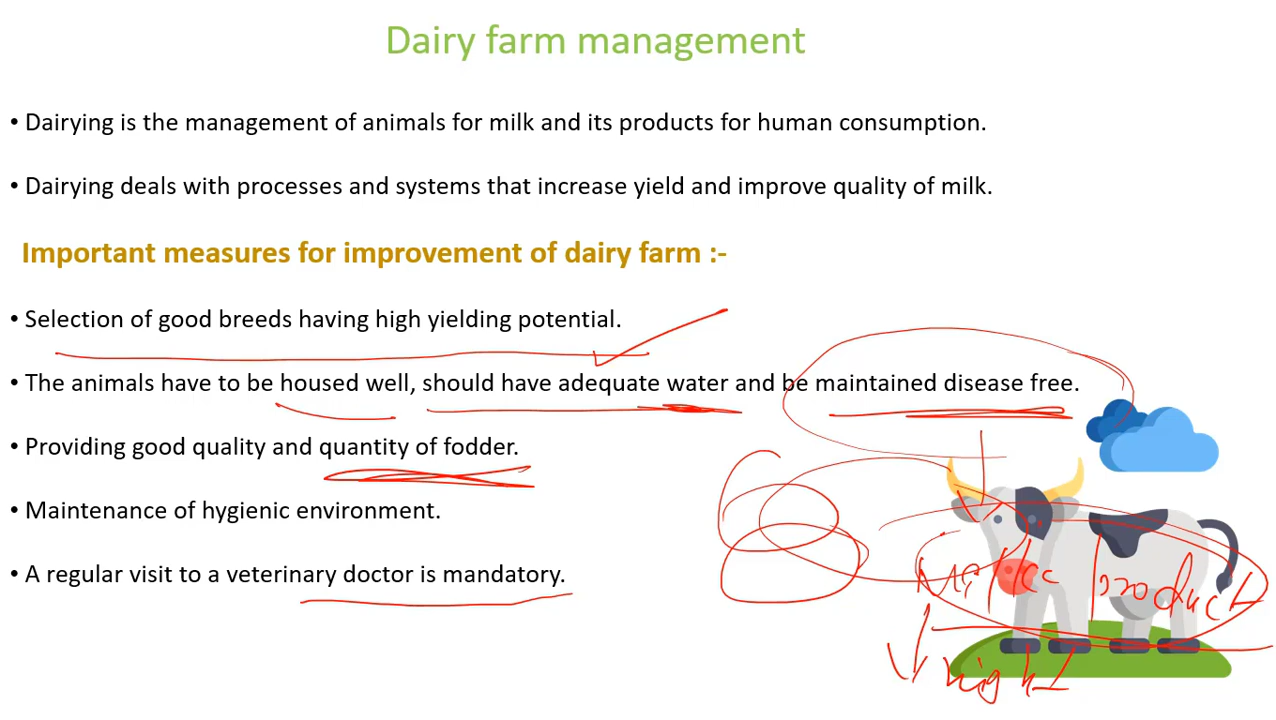 Dairy farm management
• Dairying is the management of animals for milk and its products for human consumption.
• Dairying deals with processes and systems that increase yield and improve quality of milk.
Important measures for improvement of dairy farm :-
• Selection of good breeds having high yielding potential.
• The animals have to be housed well, should have adequate water and be maintained disease free.
• Providing good quality and quantity of fodder.
• Maintenance of hygienic environment.
• A regular visit to a veterinary doctor is mandatory.
product